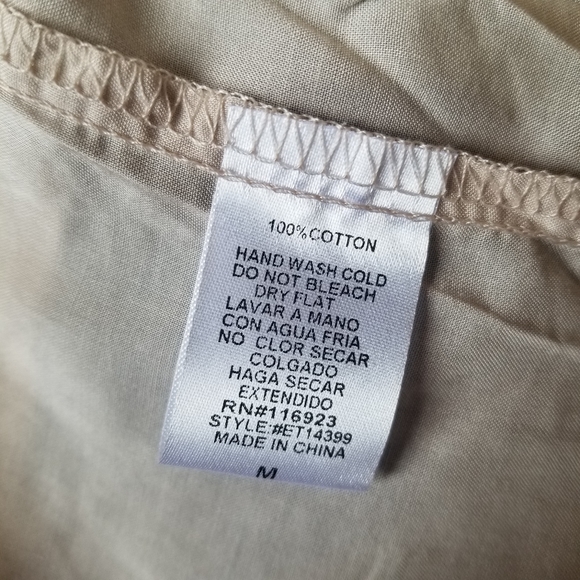 100%COTTON
HAND WASH COLD
DO NOT BLEACH
DRY FLAT
LAVAR A MANO
CON AGUA FRIA
NO CLOR SECAR
COLGADO
HAGA SECAR
EXTENDIDO
RN#116923
STYLE:#ET14399
MADE IN CHINA
M